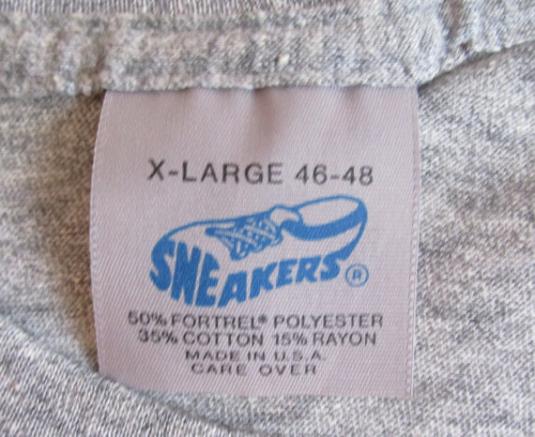 X-LARGE 46-48
SNEAKERS®
50% FORTREL® POLYESTER
35% COTTON 15% RAYON
MADE IN U.S.A.
CARE OVER